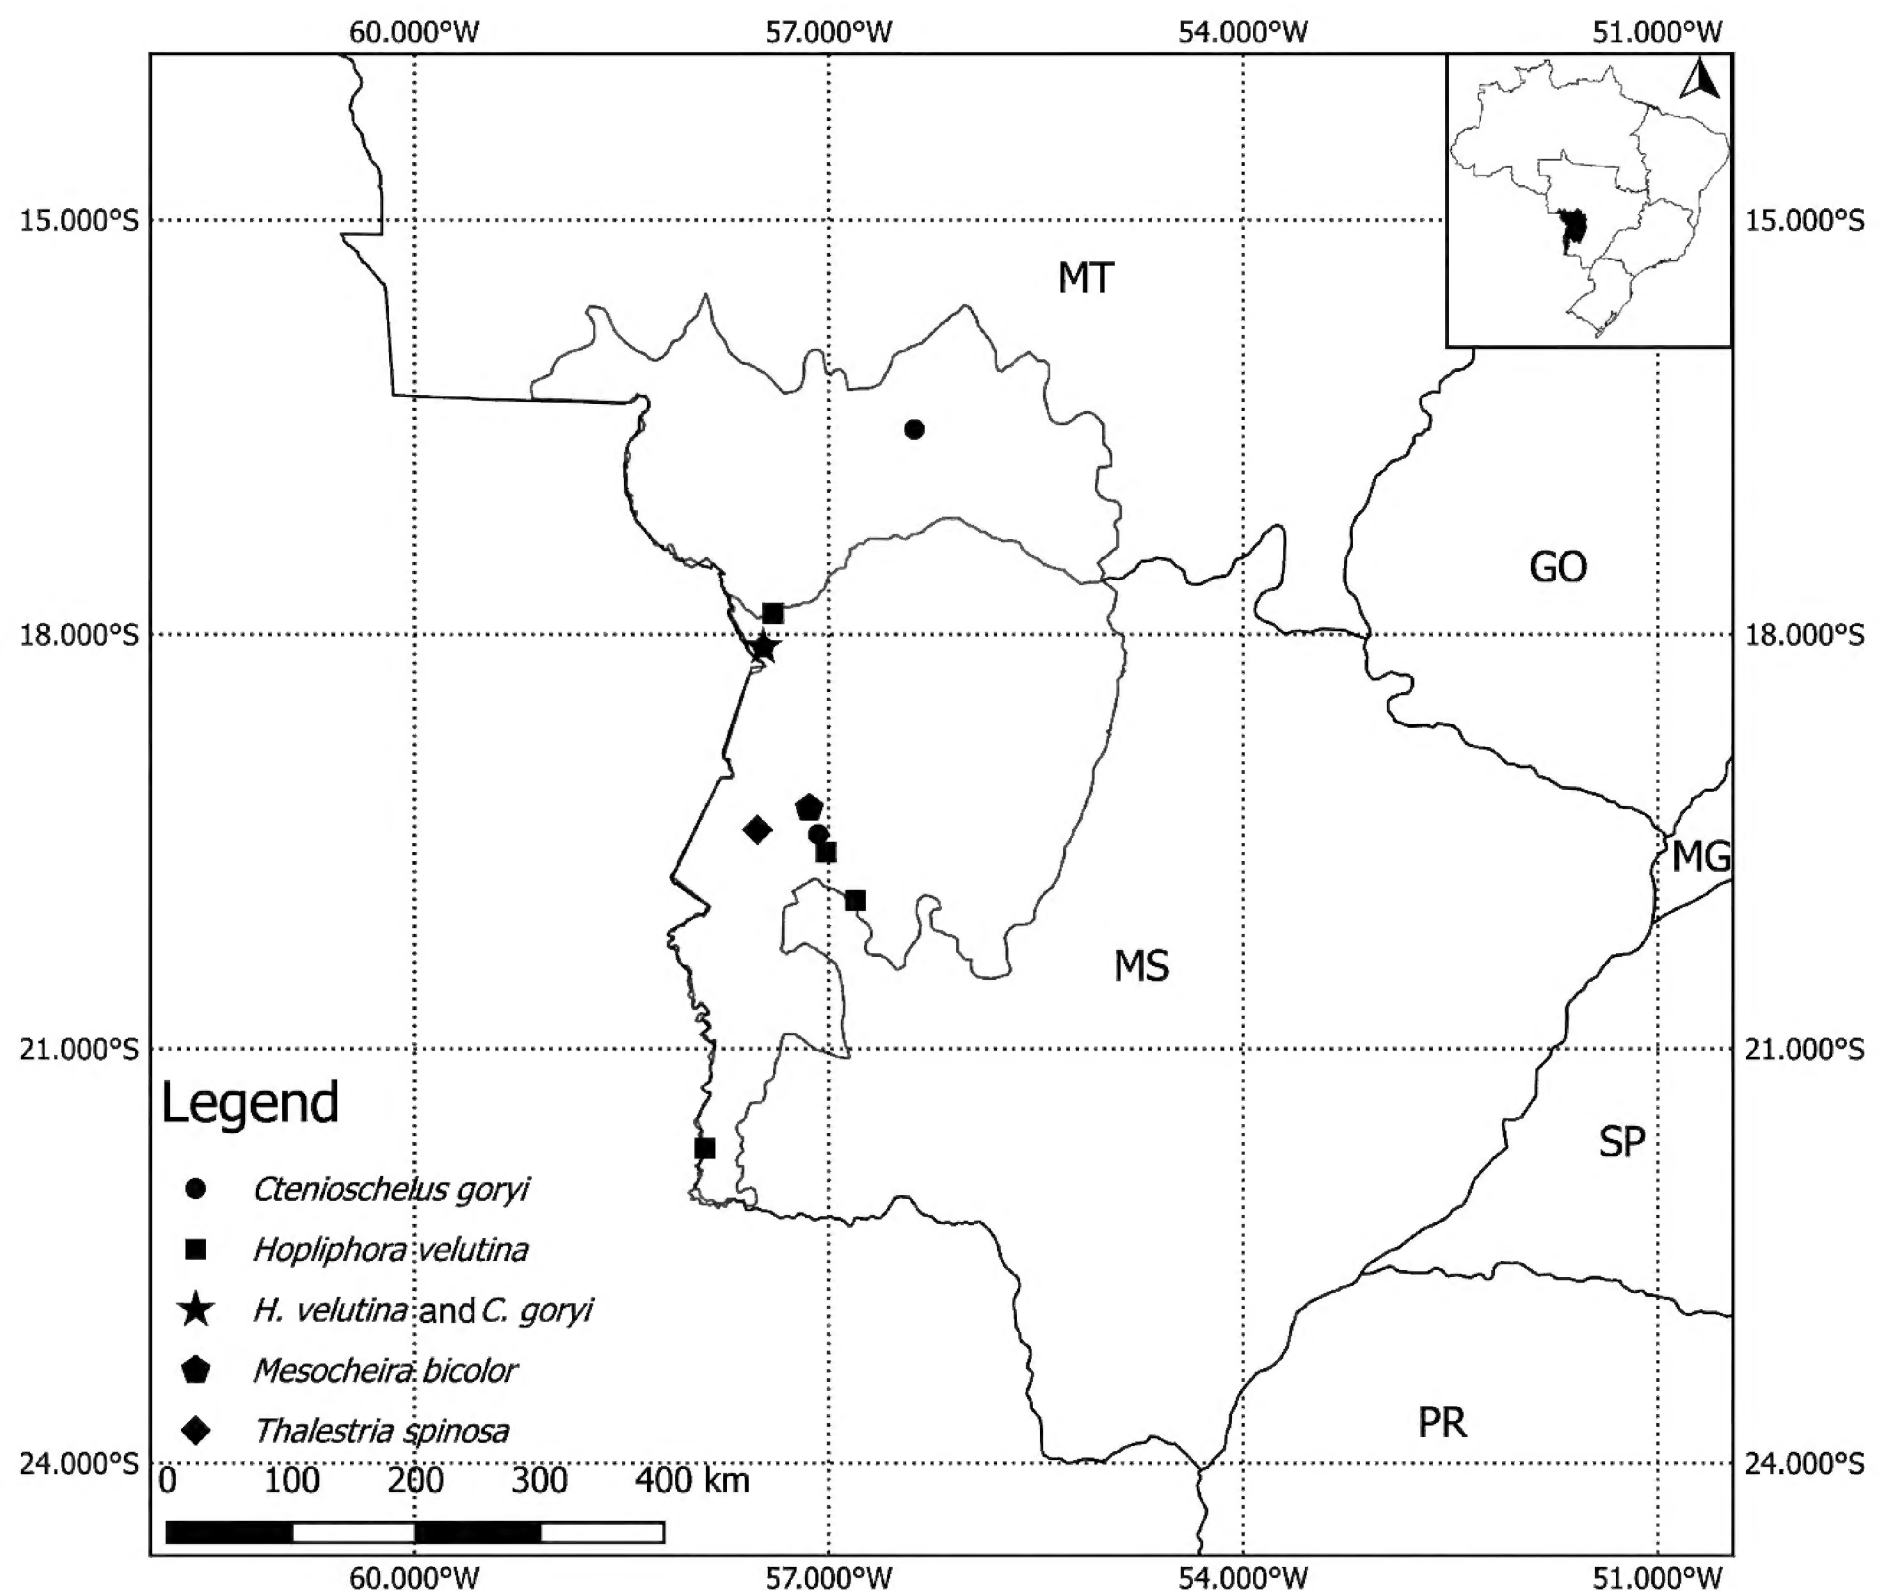 60.000°W 57.000°W 54.000°W 51.000°W
15.000°S 15.000°S
MT
GO
18.000°S 18.000°S
MG
MS
21.000°S 21.000°S
Legend
SP
Ctenioschelus goryi
Hopliphora velutina
H. velutina and C. goryi
Mesocheira bicolor
PR
Thalestria spinosa
24.000°S 24.000°S
0 100 200 300 400 km
60.000°W 57.000°W 54.000°W 51.000°W